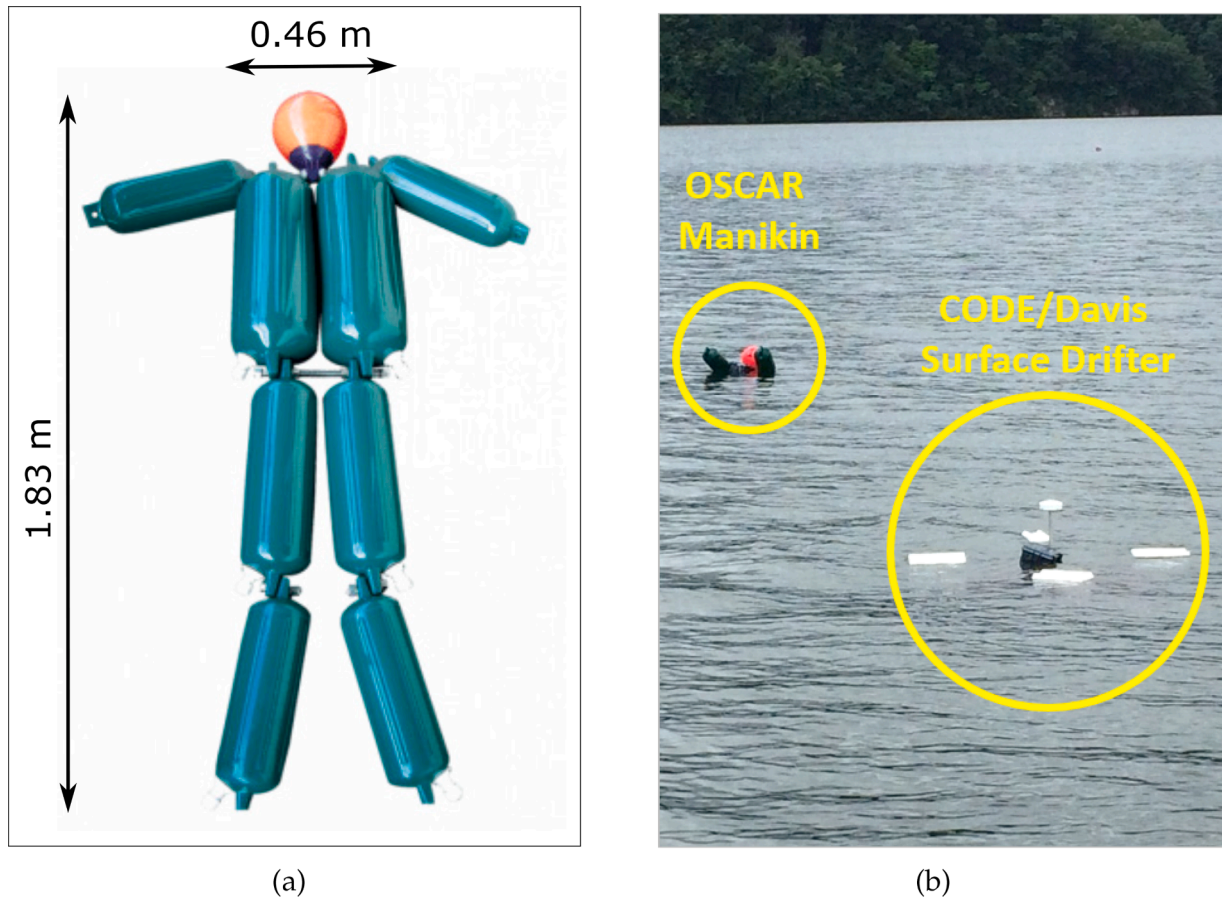 0.46 m
1.83 m
OSCAR
Manikin
CODE/Davis
Surface Drifter
(a)
(b)